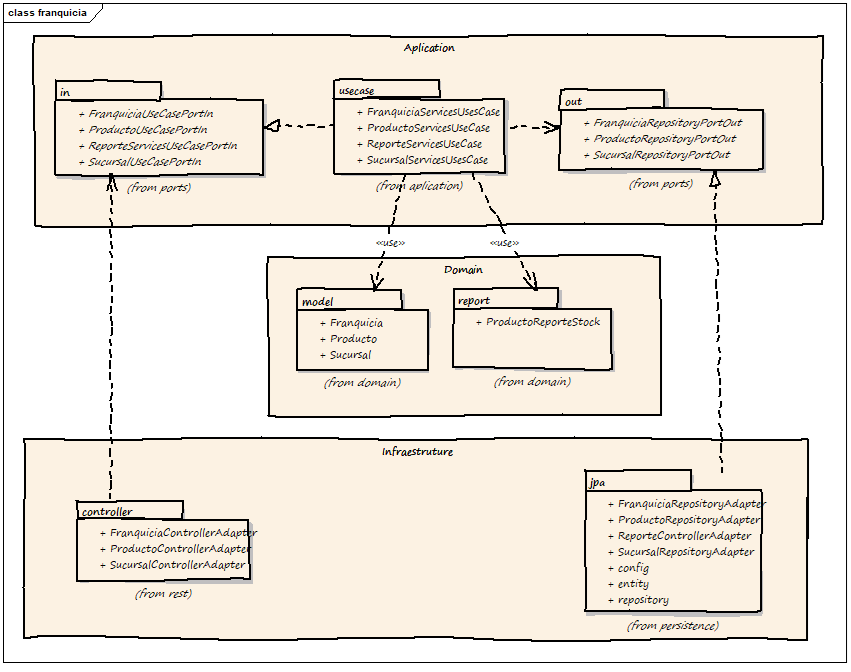 class franquicia
Aplication
in
+ FranquiciaUseCasePortIn
+ ProductoUseCasePortIn
+ ReporteServicesUseCasePortIn
+ SucursalUseCasePortIn
(from ports)
usecase
+ FranquiciaServicesUsesCase
+ ProductoServicesUseCase
+ ReporteServicesUseCase
+ SucursalServicesUsesCase
(from aplication)
out
+ FranquiciaRepositoryPortOut
+ ProductoRepositoryPortOut
+ SucursalRepositoryPortOut
(from ports)
«use»
«use»
Domain
model
+ Franquicia
+ Producto
+ Sucursal
(from domain)
report
+ ProductoReporteStock
(from domain)
Infraestruture
controller
+ FranquiciaControllerAdapter
+ ProductoControllerAdapter
+ SucursalControllerAdapter
(from rest)
jpa
+ FranquiciaRepositoryAdapter
+ ProductoRepositoryAdapter
+ ReporteControllerAdapter
+ SucursalRepositoryAdapter
+ config
+ entity
+ repository
(from persistence)